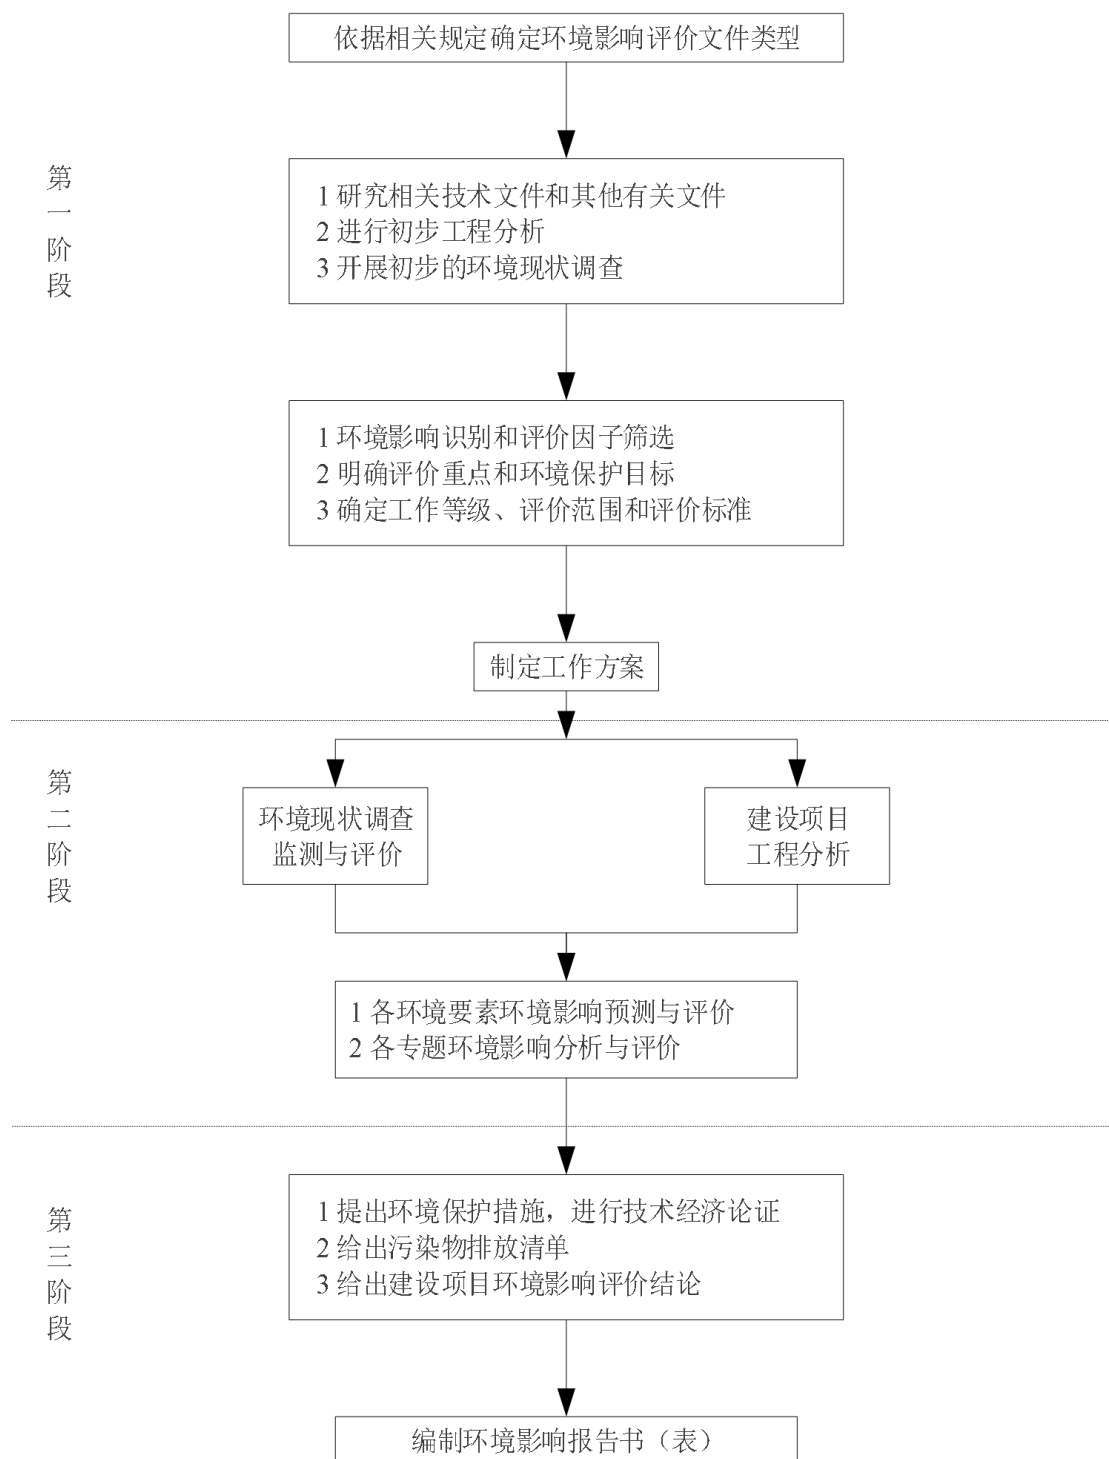 依据相关规定确定环境影响评价文件类型
第一阶段
1 研究相关技术文件和其他有关文件
2 进行初步工程分析
3 开展初步的环境现状调查
1 环境影响识别和评价因子筛选
2 明确评价重点和环境保护目标
3 确定工作等级、评价范围和评价标准
制定工作方案
第二阶段
环境现状调查
监测与评价
建设项目
工程分析
1 各环境要素环境影响预测与评价
2 各专题环境影响分析与评价
第三阶段
1 提出环境保护措施，进行技术经济论证
2 给出污染物排放清单
3 给出建设项目环境影响评价结论
编制环境影响报告书（表）